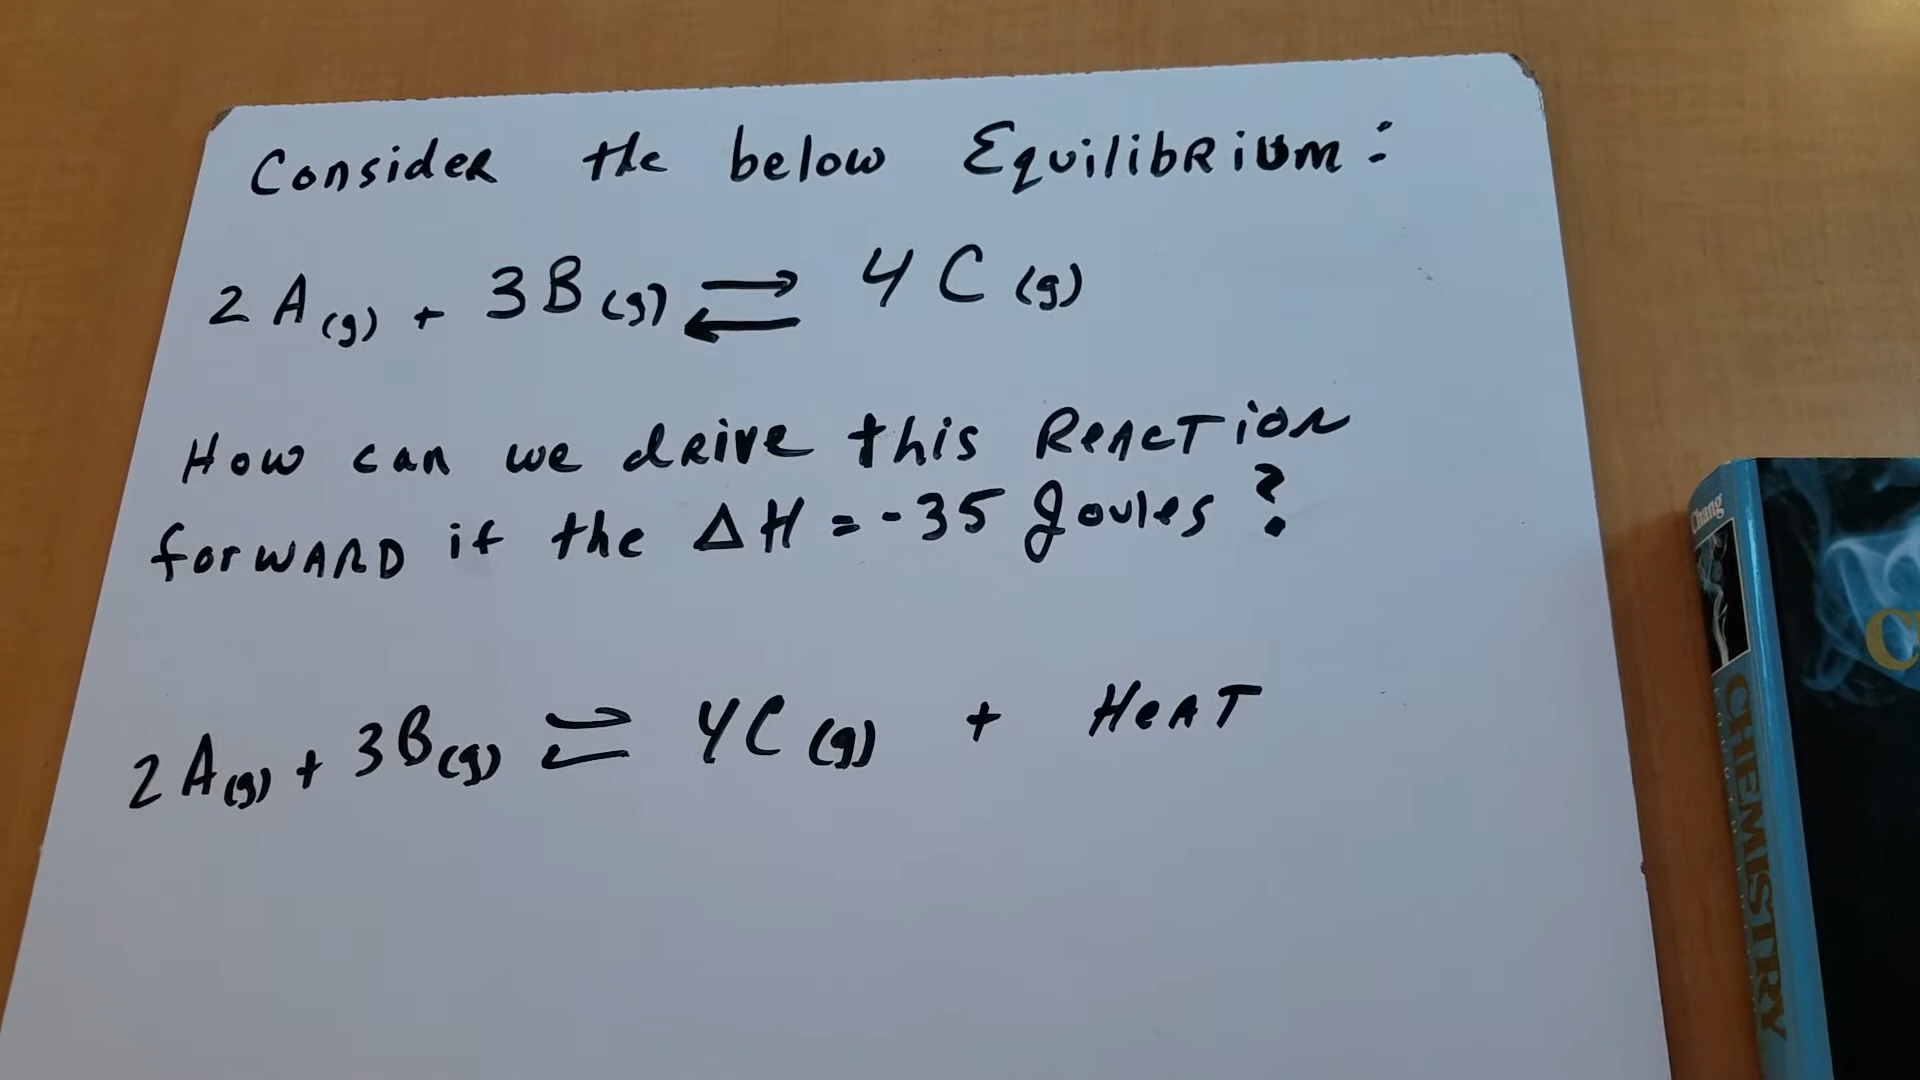 Consider the below Equilibrium:
2 A (g) + 3 B (g) ⇌ 4 C (g)
How can we drive this Reaction
forward if the ΔH = -35 Joules?
2 A (g) + 3 B (g) ⇌ 4 C (g) + Heat
Chang
CHEMISTRY
C